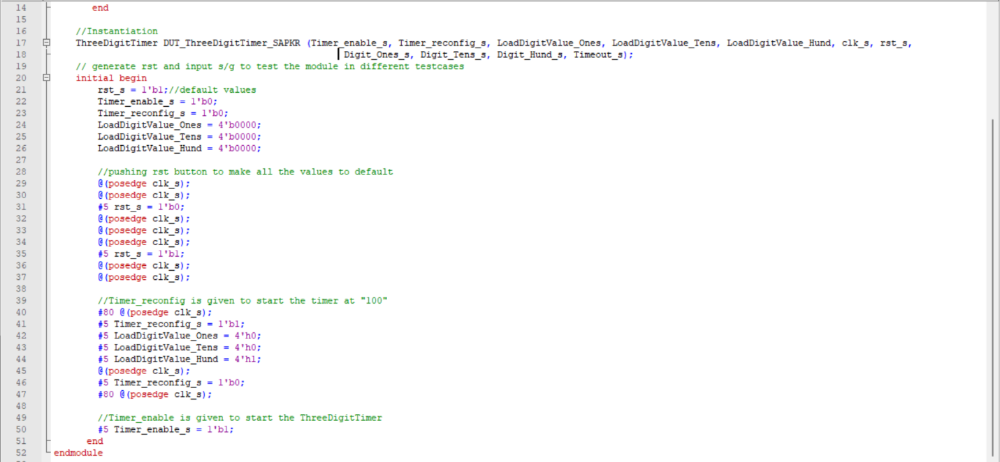 14 end
15
16 //Instantiation
17 ThreeDigitTimer DUT_ThreeDigitTimer_SAPKR (Timer_enable_s, Timer_reconfig_s, LoadDigitValue_Ones, LoadDigitValue_Tens, LoadDigitValue_Hund, clk_s, rst_s,
18 Digit_Ones_s, Digit_Tens_s, Digit_Hund_s, Timeout_s);
19 // generate rst and input s/g to test the module in different testcases
20 initial begin
21 rst_s = 1'b1;//default values
22 Timer_enable_s = 1'b0;
23 Timer_reconfig_s = 1'b0;
24 LoadDigitValue_Ones = 4'b0000;
25 LoadDigitValue_Tens = 4'b0000;
26 LoadDigitValue_Hund = 4'b0000;
27
28 //pushing rst button to make all the values to default
29 @(posedge clk_s);
30 @(posedge clk_s);
31 #5 rst_s = 1'b0;
32 @(posedge clk_s);
33 @(posedge clk_s);
34 @(posedge clk_s);
35 #5 rst_s = 1'b1;
36 @(posedge clk_s);
37 @(posedge clk_s);
38
39 //Timer_reconfig is given to start the timer at "100"
40 #80 @(posedge clk_s);
41 #5 Timer_reconfig_s = 1'b1;
42 #5 LoadDigitValue_Ones = 4'h0;
43 #5 LoadDigitValue_Tens = 4'h0;
44 #5 LoadDigitValue_Hund = 4'h1;
45 @(posedge clk_s);
46 #5 Timer_reconfig_s = 1'b0;
47 #80 @(posedge clk_s);
48
49 //Timer_enable is given to start the ThreeDigitTimer
50 #5 Timer_enable_s = 1'b1;
51 end
52 endmodule